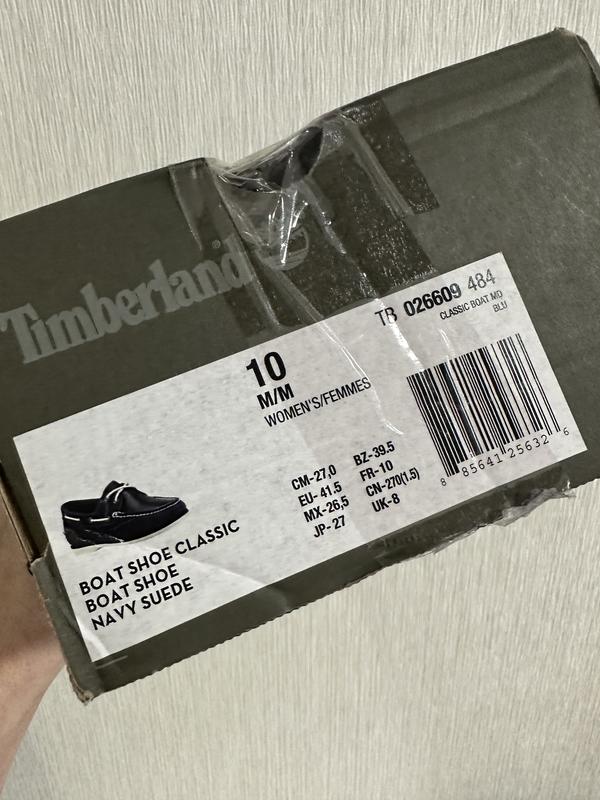 Timberland
TB 026609 484
CLASSIC BOAT MD
BLU
10
M/M
WOMEN'S/FEMMES
CM-27,0
EU- 41.5
MX-26,5
JP- 27
BZ-39.5
FR-10
CN-270(1.5)
UK-8
8 85641 25632 6
BOAT SHOE CLASSIC
BOAT SHOE
NAVY SUEDE